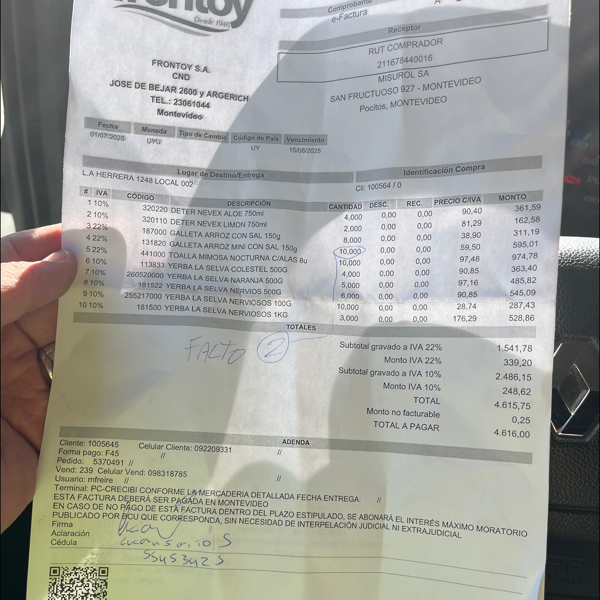 frontoy
Desde 1946
Comprobante
e-Factura
A
Receptor
RUT COMPRADOR
211678440016
MISUROL SA
SAN FRUCTUOSO 927 - MONTEVIDEO
Pocitos, MONTEVIDEO
FRONTOY S.A.
CND
JOSE DE BEJAR 2600 y ARGERICH
TEL.: 23061044
Montevideo
Fecha Moneda Tipo de Cambio Código de País Vencimiento
01/07/2025 UYU UY 15/08/2025
Lugar de Destino/Entrega Identificación Compra
L.A HERRERA 1248 LOCAL 002 Cli: 100564 / 0
# IVA CÓDIGO DESCRIPCIÓN CANTIDAD DESC. REC. PRECIO C/IVA MONTO
1 10% 320220 DETER NEVEX ALOE 750ml 4,000 0,00 0,00 90,40 361,59
2 10% 320110 DETER NEVEX LIMON 750ml 2,000 0,00 0,00 81,29 162,58
3 22% 187000 GALLETA ARROZ CON SAL 150g 8,000 0,00 0,00 38,90 311,19
4 22% 131820 GALLETA ARROZ MINI CON SAL 150g 10,000 0,00 0,00 59,50 595,01
5 22% 441000 TOALLA MIMOSA NOCTURNA C/ALAS 8u 10,000 0,00 0,00 97,48 974,78
6 10% 113833 YERBA LA SELVA COLESTEL 500G 4,000 0,00 0,00 90,85 363,40
7 10% 260520000 YERBA LA SELVA NARANJA 500G 5,000 0,00 0,00 97,16 485,82
8 10% 181522 YERBA LA SELVA NERVIOS 500G 6,000 0,00 0,00 90,85 545,09
9 10% 255217000 YERBA LA SELVA NERVIOSOS 100G 10,000 0,00 0,00 28,74 287,43
10 10% 181500 YERBA LA SELVA NERVIOSOS 1KG 3,000 0,00 0,00 176,29 528,86
TOTALES
FALTO 2
Subtotal gravado a IVA 22% 1.541,78
Monto IVA 22% 339,20
Subtotal gravado a IVA 10% 2.486,15
Monto IVA 10% 248,62
TOTAL 4.615,75
Monto no facturable 0,25
TOTAL A PAGAR 4.616,00
ADENDA
Cliente: 1005645 Celular Cliente: 092209331 //
Forma pago: F45 //
Pedido: 5370491 //
Vend: 239 Celular Vend: 098318785
Usuario: mfreire //
Terminal: PC-CRECIBI CONFORME LA MERCADERIA DETALLADA FECHA ENTREGA: //
ESTA FACTURA DEBERÁ SER PAGADA EN MONTEVIDEO
EN CASO DE NO PAGO DE ESTÁ FACTURA DENTRO DEL PLAZO ESTIPULADO, SE ABONARÁ EL INTERÉS MÁXIMO MORATORIO
PUBLICADO POR BCU QUE CORRESPONDA, SIN NECESIDAD DE INTERPELACIÓN JUDICIAL NI EXTRAJUDICIAL
Firma
Aclaración
Cédula